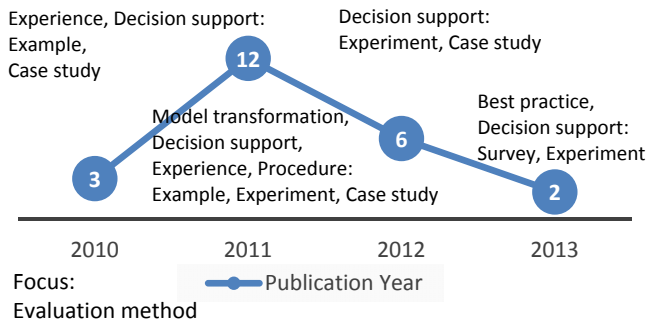 Experience, Decision support:
Example,
Case study
Decision support:
Experiment, Case study
12
Model transformation,
Decision support,
Experience, Procedure:
Example, Experiment, Case study
6
Best practice,
Decision support:
Survey, Experiment
3
2
2010 2011 2012 2013
Focus:
Evaluation method
Publication Year